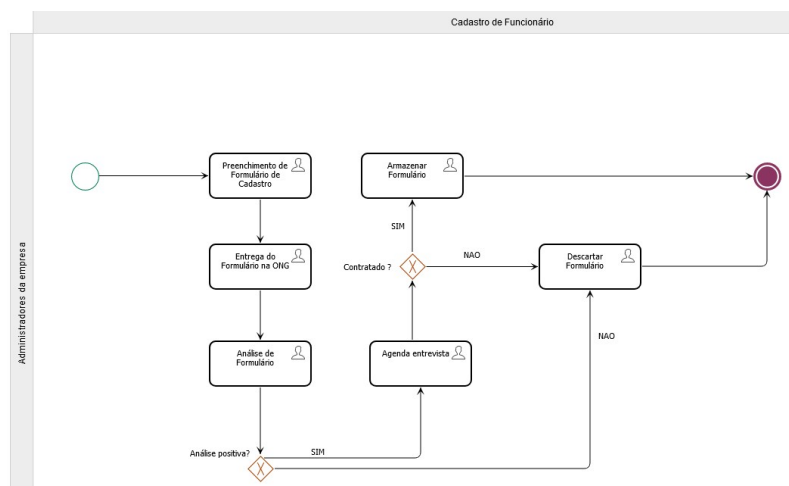 Cadastro de Funcionário
Administradores da empresa
Preenchimento de
Formulário de
Cadastro
Armazenar
Formulário
SIM
Entrega do
Formulário na ONG
Contratado ?
NAO
Descartar
Formulário
NAO
Análise de
Formulário
Agenda entrevista
Análise positiva?
SIM